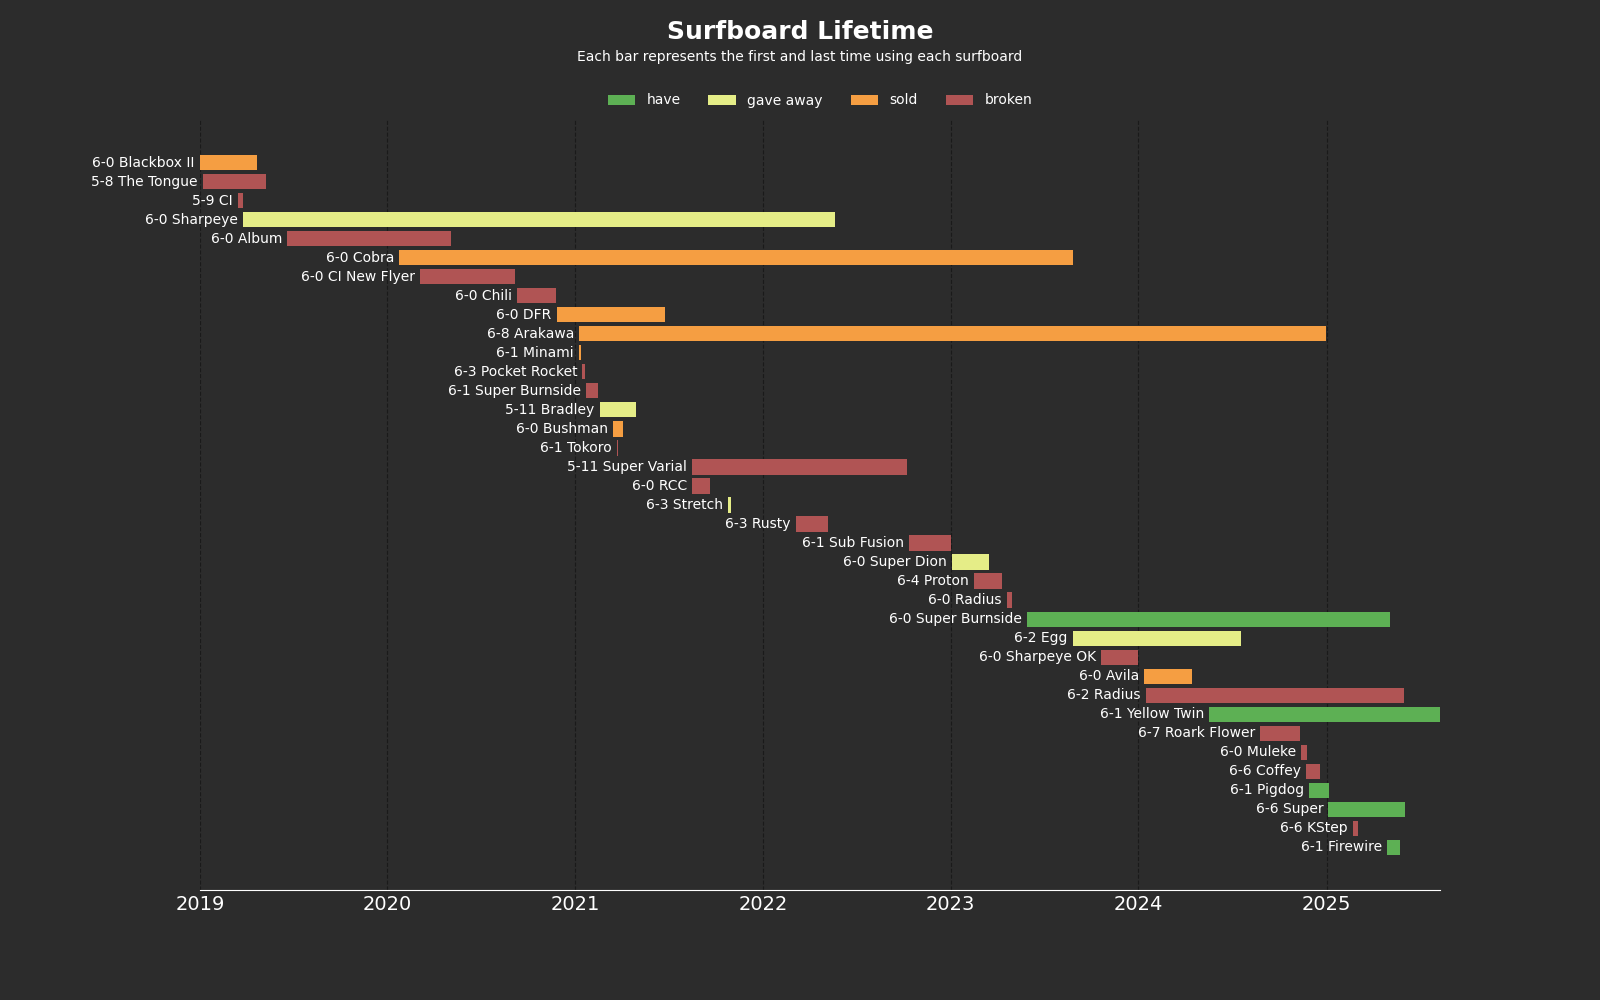 Surfboard Lifetime
Each bar represents the first and last time using each surfboard
have gave away sold broken
6-0 Blackbox II
5-8 The Tongue
5-9 CI
6-0 Sharpeye
6-0 Album
6-0 Cobra
6-0 CI New Flyer
6-0 Chili
6-0 DFR
6-8 Arakawa
6-1 Minami
6-3 Pocket Rocket
6-1 Super Burnside
5-11 Bradley
6-0 Bushman
6-1 Tokoro
5-11 Super Varial
6-0 RCC
6-3 Stretch
6-3 Rusty
6-1 Sub Fusion
6-0 Super Dion
6-4 Proton
6-0 Radius
6-0 Super Burnside
6-2 Egg
6-0 Sharpeye OK
6-0 Avila
6-2 Radius
6-1 Yellow Twin
6-7 Roark Flower
6-0 Muleke
6-6 Coffey
6-1 Pigdog
6-6 Super
6-6 KStep
6-1 Firewire
2019 2020 2021 2022 2023 2024 2025